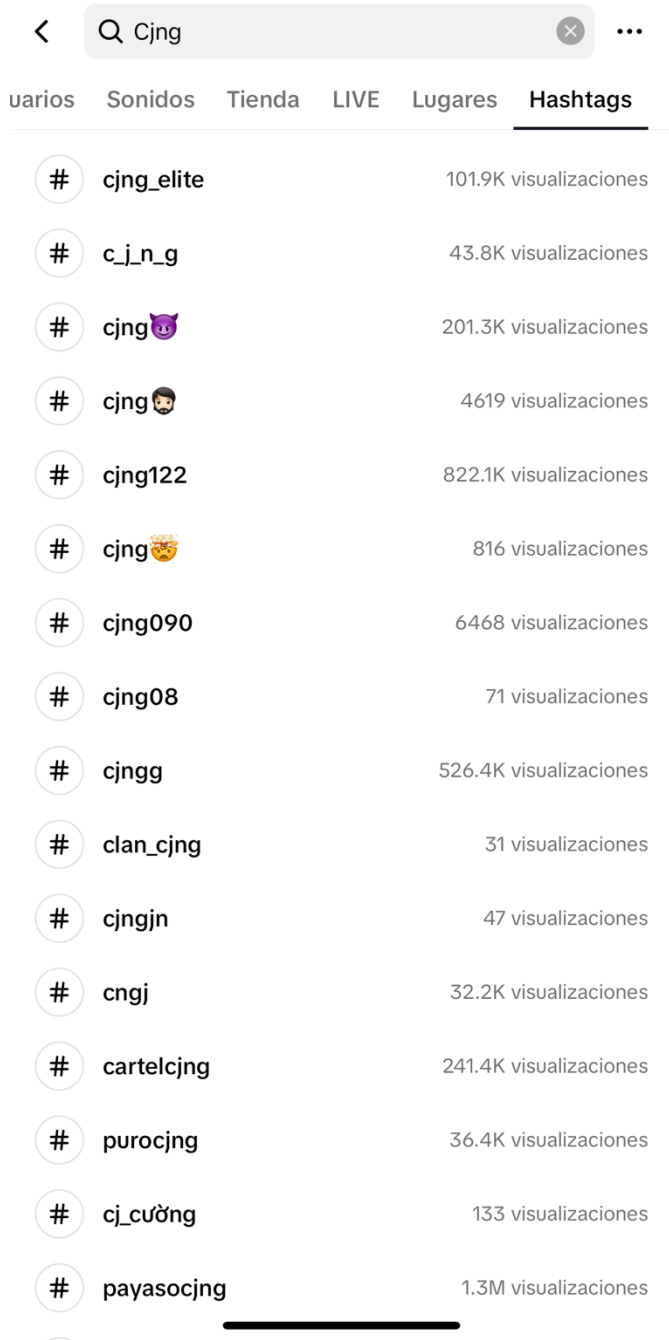 Cjng
uarios Sonidos Tienda LIVE Lugares Hashtags
# cjng_elite 101.9K visualizaciones
# c_j_n_g 43.8K visualizaciones
# cjng😈 201.3K visualizaciones
# cjng🧔🏻 4619 visualizaciones
# cjng122 822.1K visualizaciones
# cjng🤯 816 visualizaciones
# cjng090 6468 visualizaciones
# cjng08 71 visualizaciones
# cjngg 526.4K visualizaciones
# clan_cjng 31 visualizaciones
# cjngjn 47 visualizaciones
# cngj 32.2K visualizaciones
# cartelcjng 241.4K visualizaciones
# purocjng 36.4K visualizaciones
# cj_cường 133 visualizaciones
# payasocjng 1.3M visualizaciones